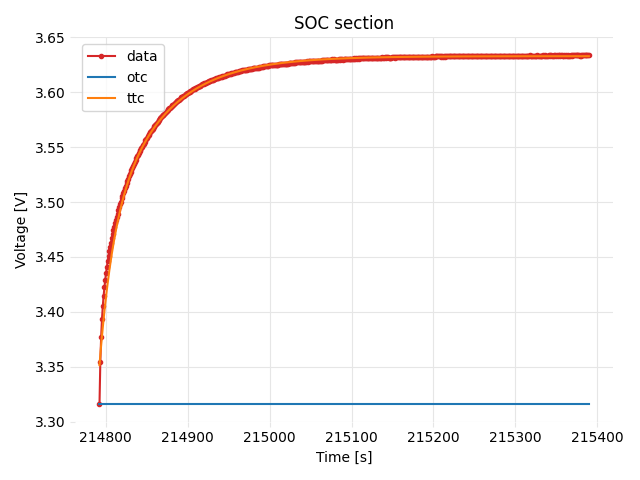 SOC section
data
otc
ttc
Voltage [V]
3.65
3.60
3.55
3.50
3.45
3.40
3.35
3.30
214800 214900 215000 215100 215200 215300 215400
Time [s]